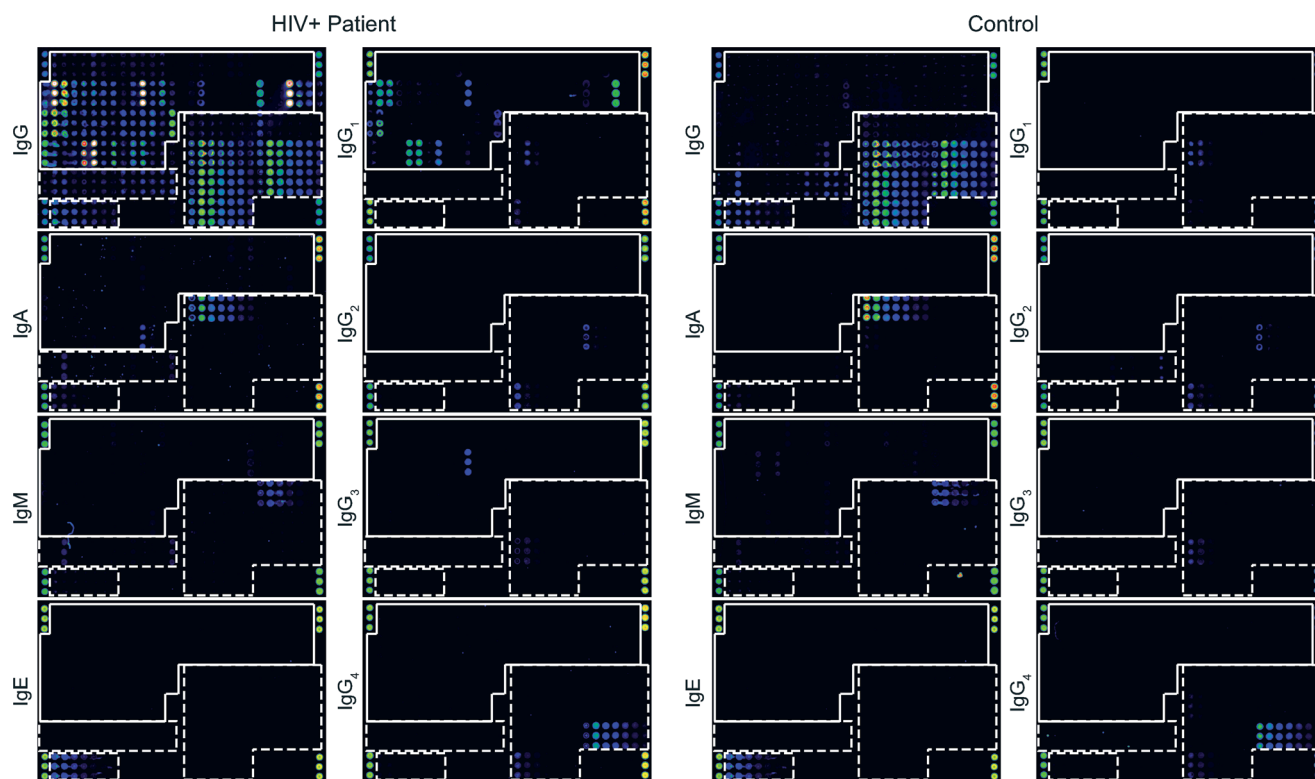 HIV+ Patient Control
IgG IgG₁ IgG IgG₁
IgA IgG₂ IgA IgG₂
IgM IgG₃ IgM IgG₃
IgE IgG₄ IgE IgG₄